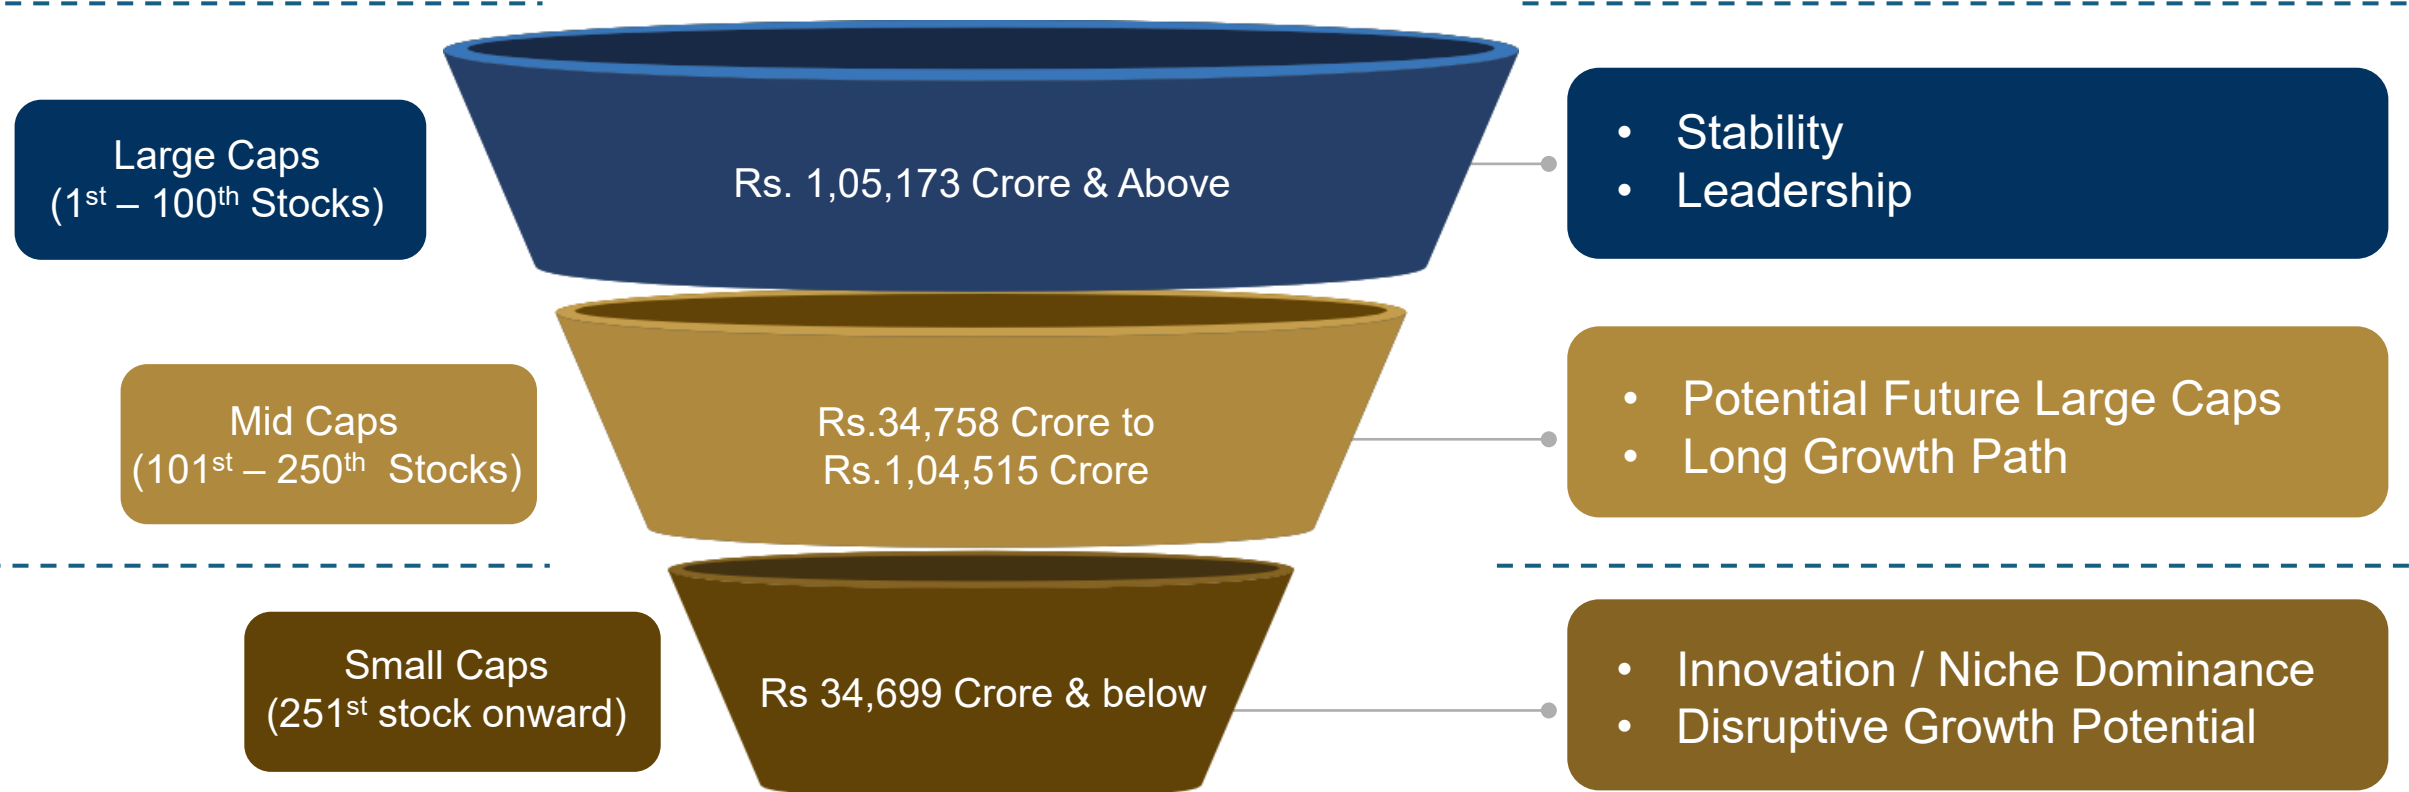 Large Caps
(1st – 100th Stocks)
Rs. 1,05,173 Crore & Above
• Stability
• Leadership
Mid Caps
(101st – 250th Stocks)
Rs.34,758 Crore to
Rs.1,04,515 Crore
• Potential Future Large Caps
• Long Growth Path
Small Caps
(251st stock onward)
Rs 34,699 Crore & below
• Innovation / Niche Dominance
• Disruptive Growth Potential